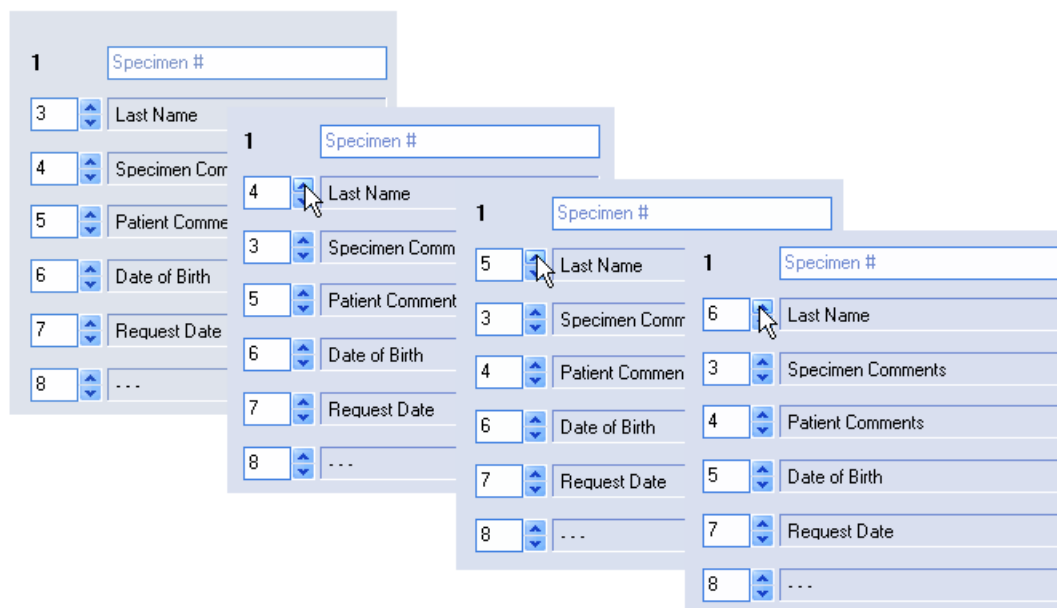 1 Specimen #
3 Last Name
4 Specimen Com
5 Patient Comme
6 Date of Birth
7 Request Date
8 ---
1 Specimen #
4 Last Name
3 Specimen Comm
5 Patient Comment
6 Date of Birth
7 Request Date
8 ---
1 Specimen #
5 Last Name
3 Specimen Comm
4 Patient Commen
6 Date of Birth
7 Request Date
8 ---
1 Specimen #
6 Last Name
3 Specimen Comments
4 Patient Comments
5 Date of Birth
7 Request Date
8 ---